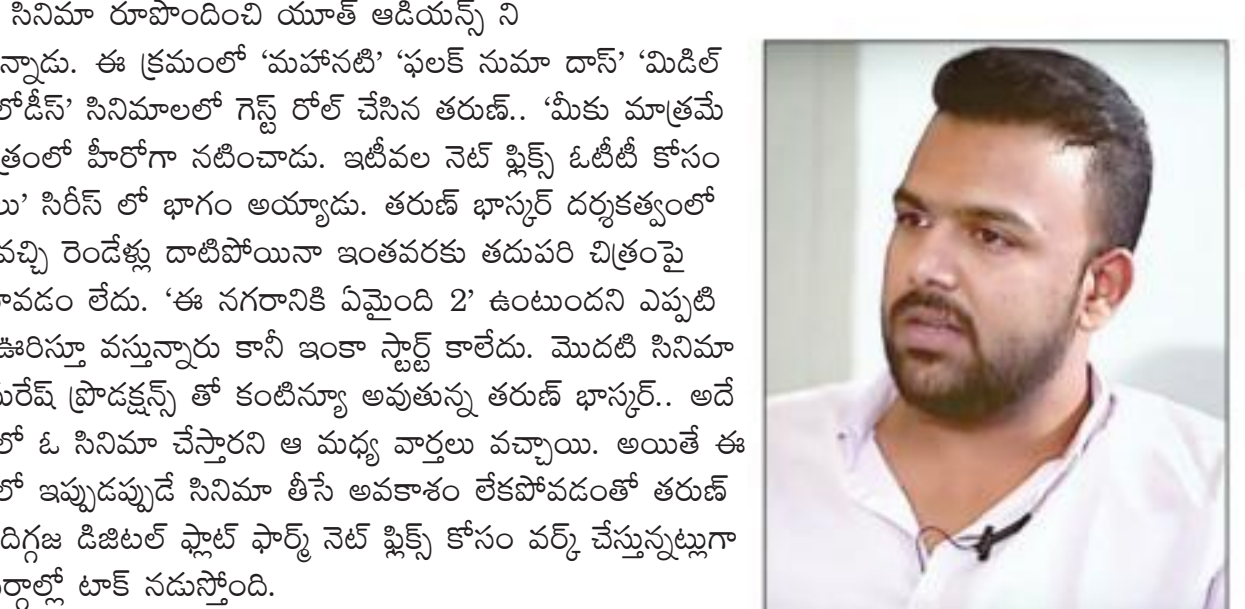 సినిమా రూపొందించి యూత్ ఆడియన్స్ ని
న్నాడు. ఈ క్రమంలో ‘మహానటి’ ‘ఫలక్ నుమా దాస్’ ‘మిడిల్
లోడీస్’ సినిమాలలో గెస్ట్ రోల్ చేసిన తరుణ్.. ‘మీకు మాత్రమే
త్రంలో హీరోగా నటించాడు. ఇటీవల నెట్ ఫ్లిక్స్ ఓటీటీ కోసం
లు’ సిరీస్ లో భాగం అయ్యాడు. తరుణ్ భాస్కర్ దర్శకత్వంలో
వచ్చి రెండేళ్లు దాటిపోయినా ఇంతవరకు తదుపరి చిత్రంపై
ావడం లేదు. ‘ఈ నగరానికి ఏమైంది 2’ ఉంటుందని ఎప్పటి
ఊరిస్తూ వస్తున్నారు కానీ ఇంకా స్టార్ట్ కాలేదు. మొదటి సినిమా
ురేష్ ప్రొడక్షన్స్ తో కంటిన్యూ అవుతున్న తరుణ్ భాస్కర్.. అదే
లో ఓ సినిమా చేస్తారని ఆ మధ్య వార్తలు వచ్చాయి. అయితే ఈ
లో ఇప్పుడప్పుడే సినిమా తీసే అవకాశం లేకపోవడంతో తరుణ్
దిగ్గజ డిజిటల్ ఫ్లాట్ ఫార్మ్ నెట్ ఫ్లిక్స్ కోసం వర్క్ చేస్తున్నట్లుగా
ర్గాల్లో టాక్ నడుస్తోంది.